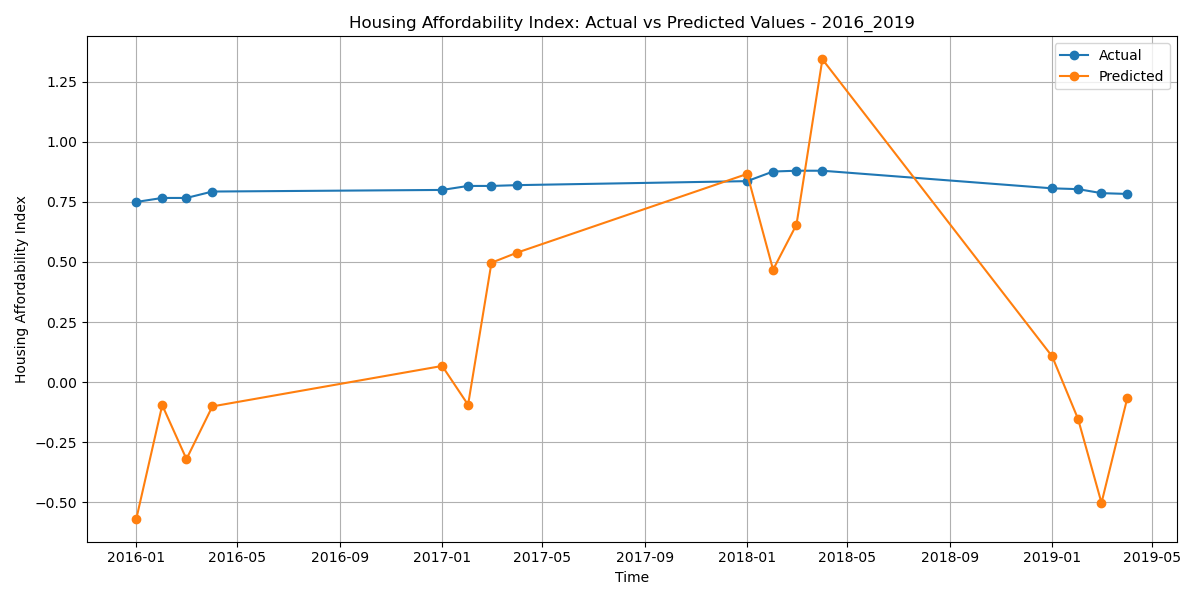 Housing Affordability Index: Actual vs Predicted Values - 2016_2019
Actual
Predicted
Housing Affordability Index
1.25
1.00
0.75
0.50
0.25
0.00
−0.25
−0.50
2016-01 2016-05 2016-09 2017-01 2017-05 2017-09 2018-01 2018-05 2018-09 2019-01 2019-05
Time